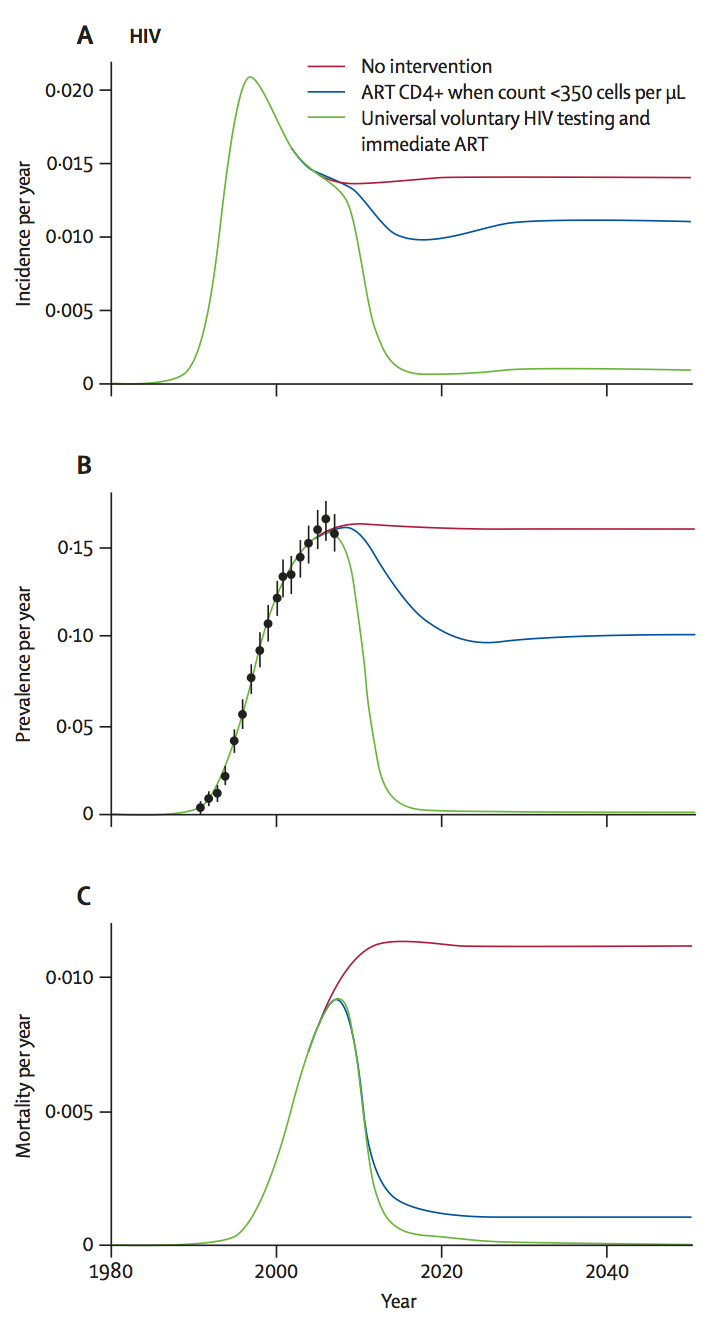 A HIV
No intervention
ART CD4+ when count <350 cells per μL
Universal voluntary HIV testing and
immediate ART
Incidence per year
0·020
0·015
0·010
0·005
0
B
Prevalence per year
0·15
0·10
0·05
0
C
Mortality per year
0·010
0·005
0
1980 2000 2020 2040
Year